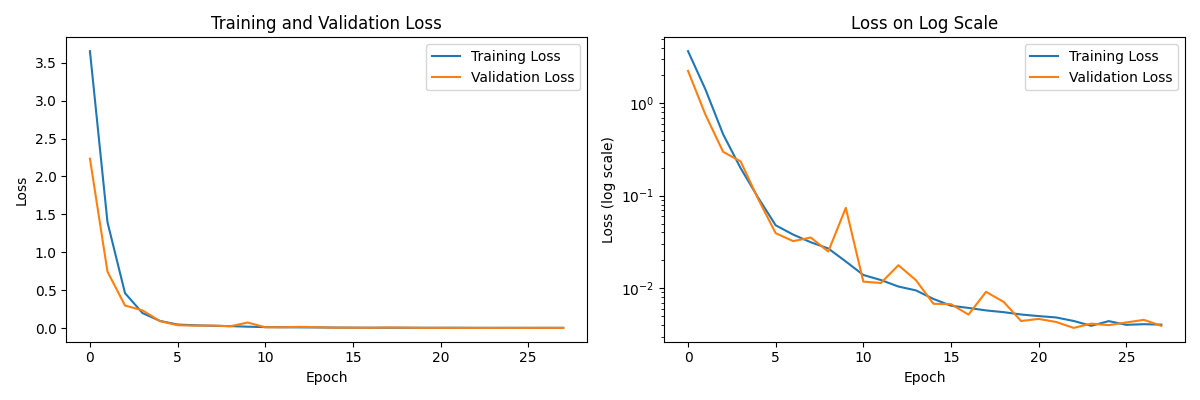 Training and Validation Loss
Loss
3.5
3.0
2.5
2.0
1.5
1.0
0.5
0.0
0
5
10
15
20
25
Epoch
Training Loss
Validation Loss
Loss on Log Scale
Loss (log scale)
10⁰
10⁻¹
10⁻²
0
5
10
15
20
25
Epoch
Training Loss
Validation Loss